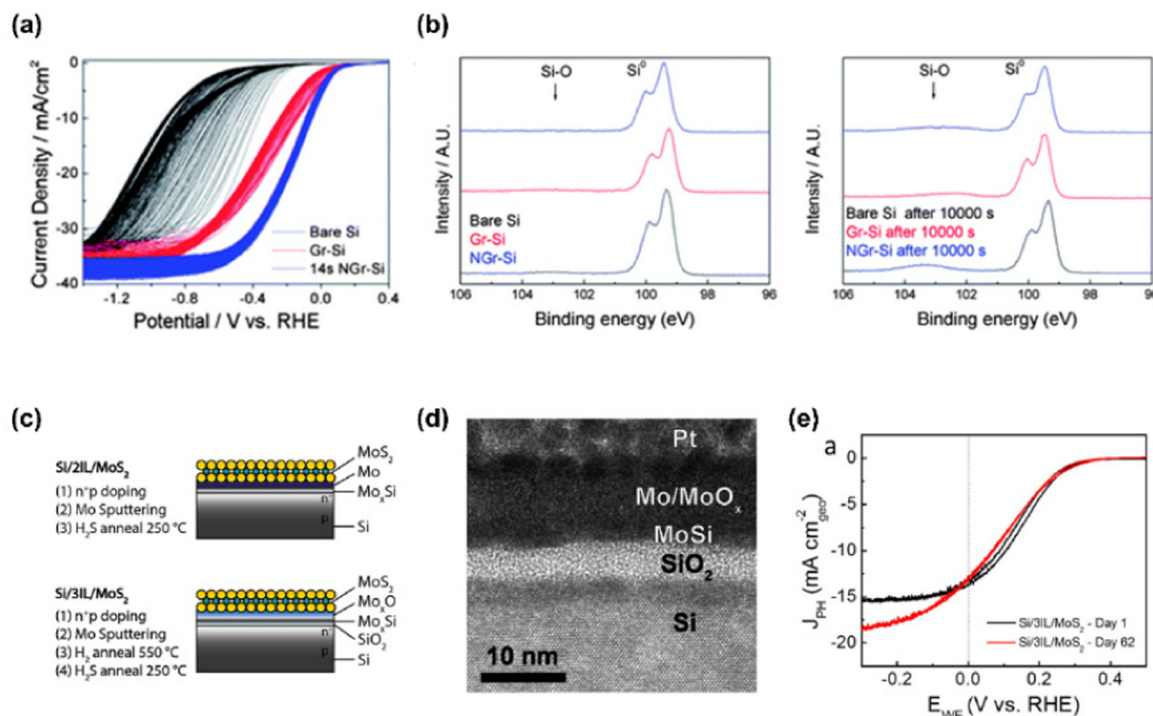 (a)
0
-10
-20
-30
-40
Current Density / mA/cm²
Bare Si
Gr-Si
14s NGr-Si
-1.2
-0.8
-0.4
0.0
0.4
Potential / V vs. RHE
(b)
Intensity / A.U.
Si-O
Si⁰
Bare Si
Gr-Si
NGr-Si
106
104
102
100
98
96
Binding energy (eV)
Intensity / A.U.
Si-O
Si⁰
Bare Si after 10000 s
Gr-Si after 10000 s
NGr-Si after 10000 s
106
104
102
100
98
96
Binding energy (eV)
(c)
Si/2IL/MoS₂
(1) n⁺p doping
(2) Mo Sputtering
(3) H₂S anneal 250 °C
MoS₂
Mo
MoₓSi
n⁺
p
Si
Si/3IL/MoS₂
(1) n⁺p doping
(2) Mo Sputtering
(3) H₂ anneal 550 °C
(4) H₂S anneal 250 °C
MoS₂
MoₓO
MoₓSi
SiO₂
n⁺
p
Si
(d)
Pt
Mo/MoOₓ
MoSi
SiO₂
Si
10 nm
(e)
a
0
-5
-10
-15
-20
J_PH (mA cm⁻²_geo)
Si/3IL/MoS₂ - Day 1
Si/3IL/MoS₂ - Day 62
-0.2
0.0
0.2
0.4
E_WE (V vs. RHE)